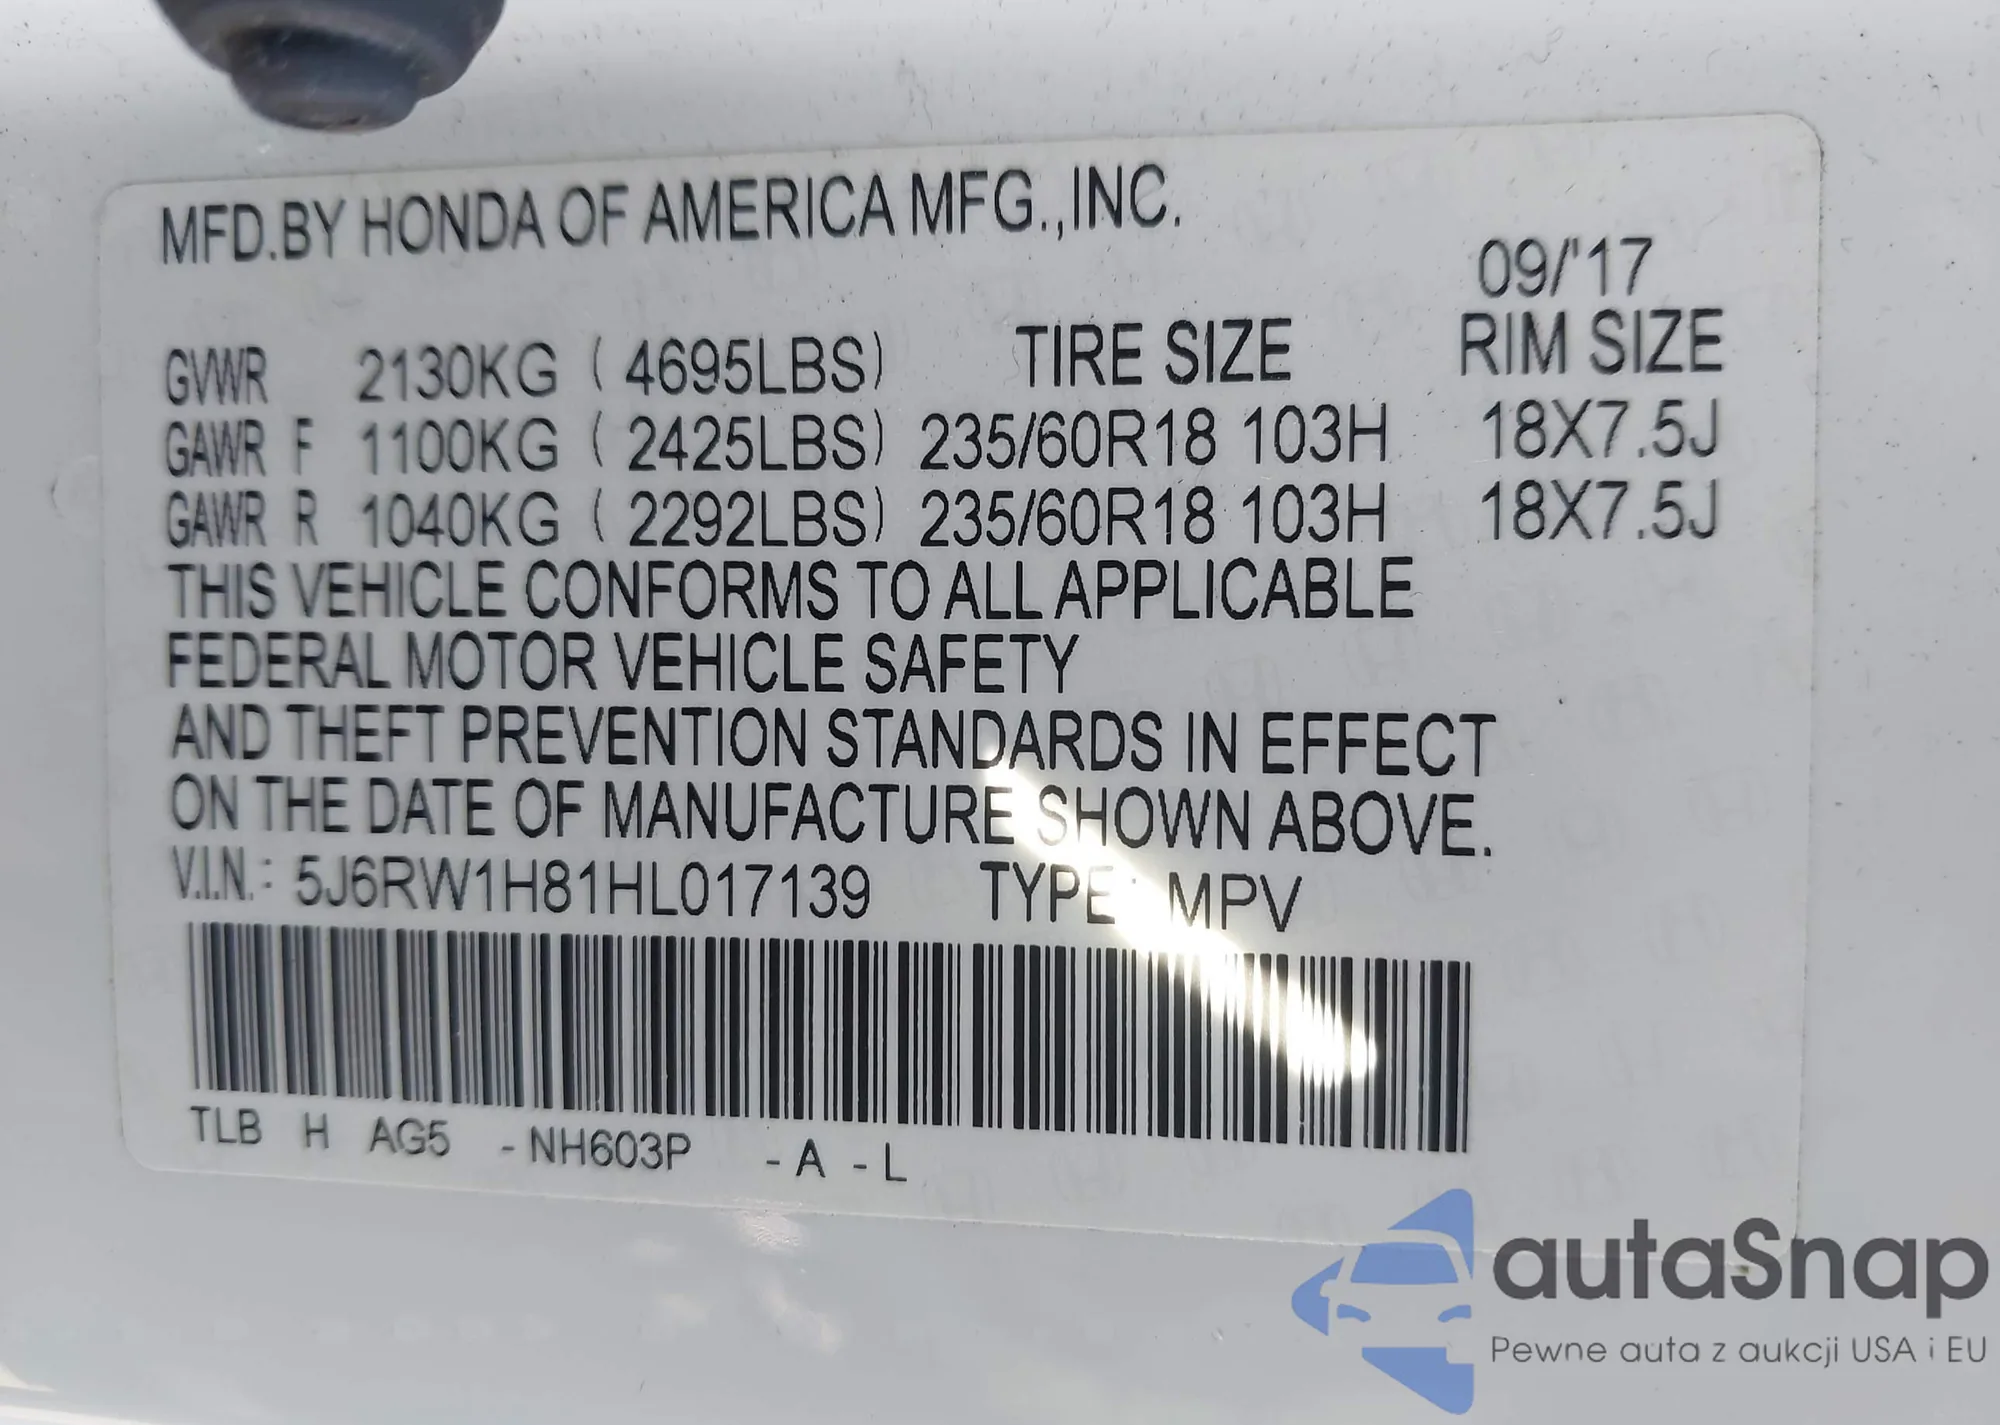 MFD.BY HONDA OF AMERICA MFG.,INC.
09/'17
GVWR 2130KG ( 4695LBS) TIRE SIZE RIM SIZE
GAWR F 1100KG ( 2425LBS) 235/60R18 103H 18X7.5J
GAWR R 1040KG ( 2292LBS) 235/60R18 103H 18X7.5J
THIS VEHICLE CONFORMS TO ALL APPLICABLE
FEDERAL MOTOR VEHICLE SAFETY
AND THEFT PREVENTION STANDARDS IN EFFECT
ON THE DATE OF MANUFACTURE SHOWN ABOVE.
V.I.N.: 5J6RW1H81HL017139 TYPE: MPV
TLB H AG5 -NH603P -A -L
autaSnap
Pewne auta z aukcji USA i EU